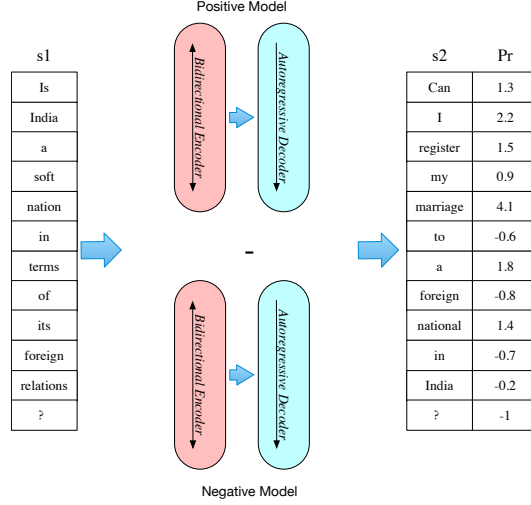 Positive Model
s1
Is
India
a
soft
nation
in
terms
of
its
foreign
relations
?
Bidirectional Encoder
Autoregressive Decoder
-
Bidirectional Encoder
Autoregressive Decoder
Negative Model
s2 Pr
Can 1.3
I 2.2
register 1.5
my 0.9
marriage 4.1
to -0.6
a 1.8
foreign -0.8
national 1.4
in -0.7
India -0.2
? -1